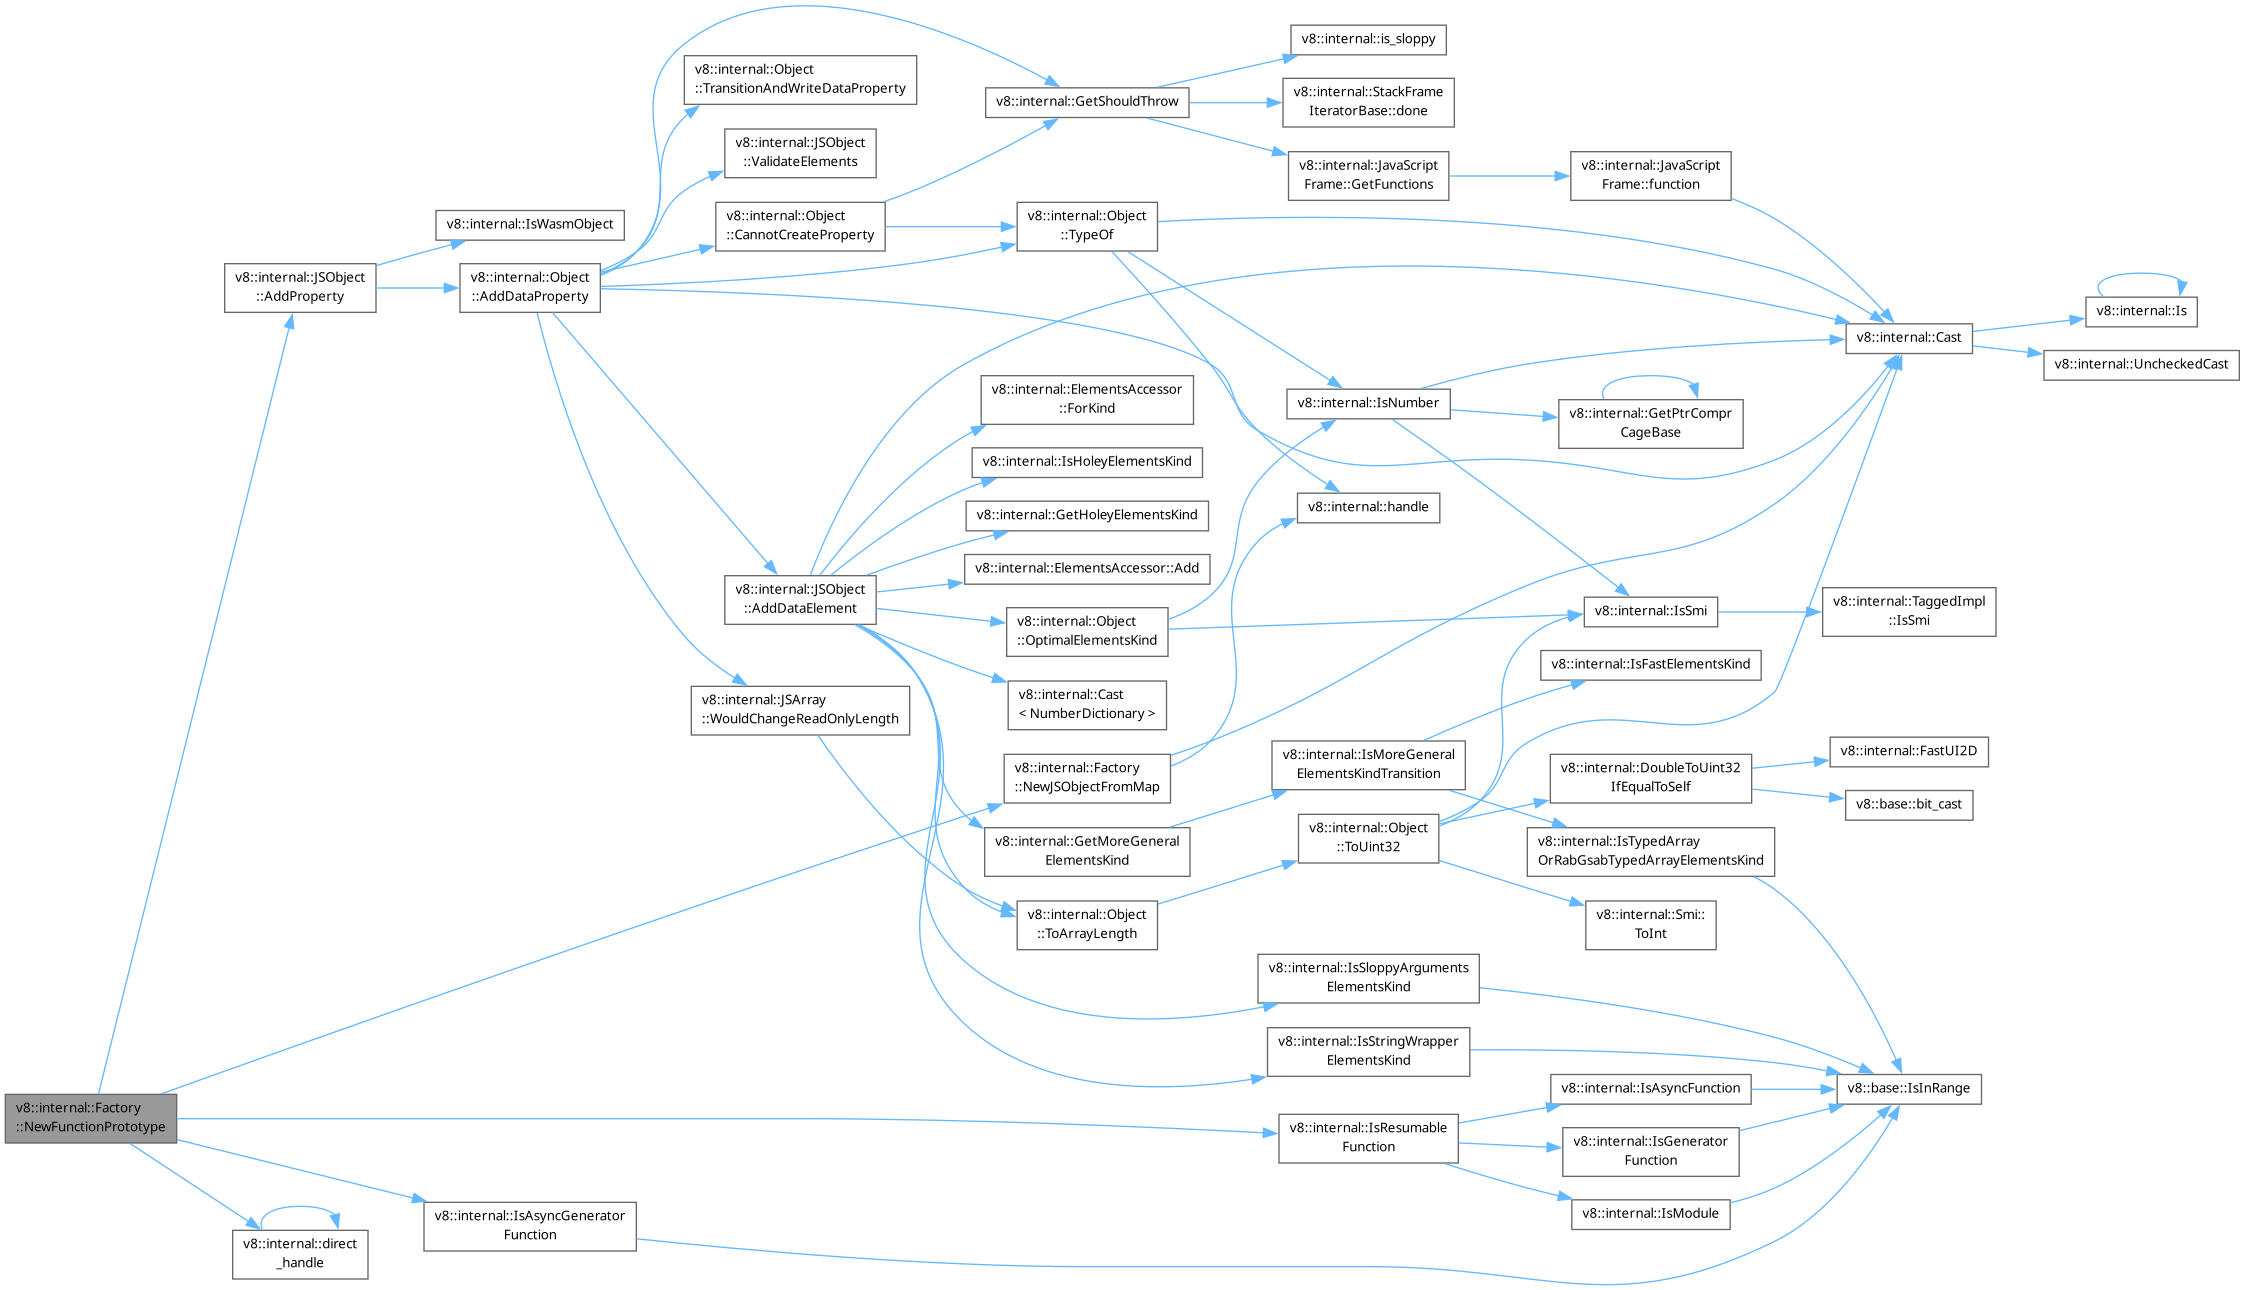 v8::internal::is_sloppy
v8::internal::Object
::TransitionAndWriteDataProperty
v8::internal::GetShouldThrow
v8::internal::StackFrame
IteratorBase::done
v8::internal::JSObject
::ValidateElements
v8::internal::JavaScript
Frame::GetFunctions
v8::internal::JavaScript
Frame::function
v8::internal::IsWasmObject
v8::internal::Object
::CannotCreateProperty
v8::internal::Object
::TypeOf
v8::internal::JSObject
::AddProperty
v8::internal::Object
::AddDataProperty
v8::internal::Is
v8::internal::Cast
v8::internal::UncheckedCast
v8::internal::ElementsAccessor
::ForKind
v8::internal::IsNumber
v8::internal::GetPtrCompr
CageBase
v8::internal::IsHoleyElementsKind
v8::internal::GetHoleyElementsKind
v8::internal::handle
v8::internal::ElementsAccessor::Add
v8::internal::JSObject
::AddDataElement
v8::internal::Object
::OptimalElementsKind
v8::internal::IsSmi
v8::internal::TaggedImpl
::IsSmi
v8::internal::IsFastElementsKind
v8::internal::JSArray
::WouldChangeReadOnlyLength
v8::internal::Cast
< NumberDictionary >
v8::internal::Factory
::NewJSObjectFromMap
v8::internal::IsMoreGeneral
ElementsKindTransition
v8::internal::DoubleToUint32
IfEqualToSelf
v8::internal::FastUI2D
v8::base::bit_cast
v8::internal::GetMoreGeneral
ElementsKind
v8::internal::Object
::ToUint32
v8::internal::IsTypedArray
OrRabGsabTypedArrayElementsKind
v8::internal::Object
::ToArrayLength
v8::internal::Smi::
ToInt
v8::internal::IsSloppyArguments
ElementsKind
v8::internal::IsStringWrapper
ElementsKind
v8::internal::IsAsyncFunction
v8::base::IsInRange
v8::internal::Factory
::NewFunctionPrototype
v8::internal::IsResumable
Function
v8::internal::IsGenerator
Function
v8::internal::IsModule
v8::internal::IsAsyncGenerator
Function
v8::internal::direct
_handle